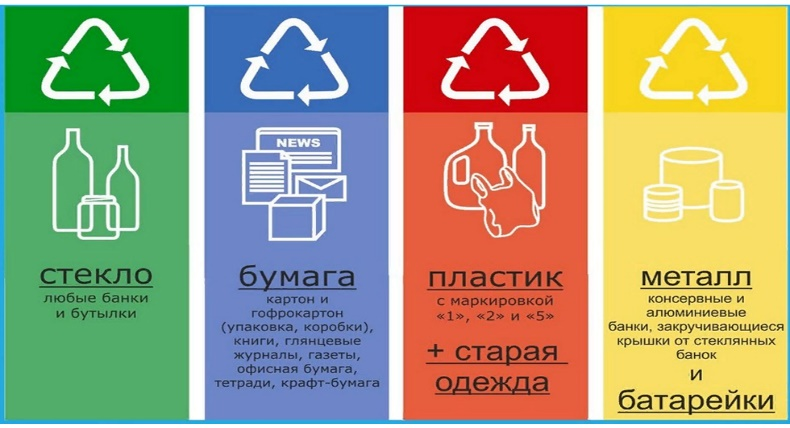 стекло
любые банки
и бутылки
NEWS
бумага
картон и
гофрокартон
(упаковка, коробки),
книги, глянцевые
журналы, газеты,
офисная бумага,
тетради, крафт-бумага
пластик
с маркировкой
«1», «2» и «5»
+ старая
одежда
металл
консервные и
алюминиевые
банки, закручивающиеся
крышки от стеклянных
банок
и
батарейки